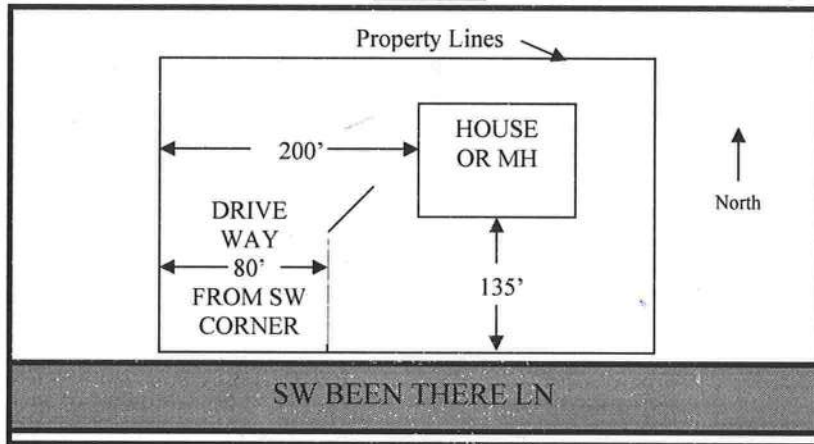 Property Lines
HOUSE
OR MH
200’
North
DRIVE
WAY
80’
FROM SW
CORNER
135’
SW BEEN THERE LN